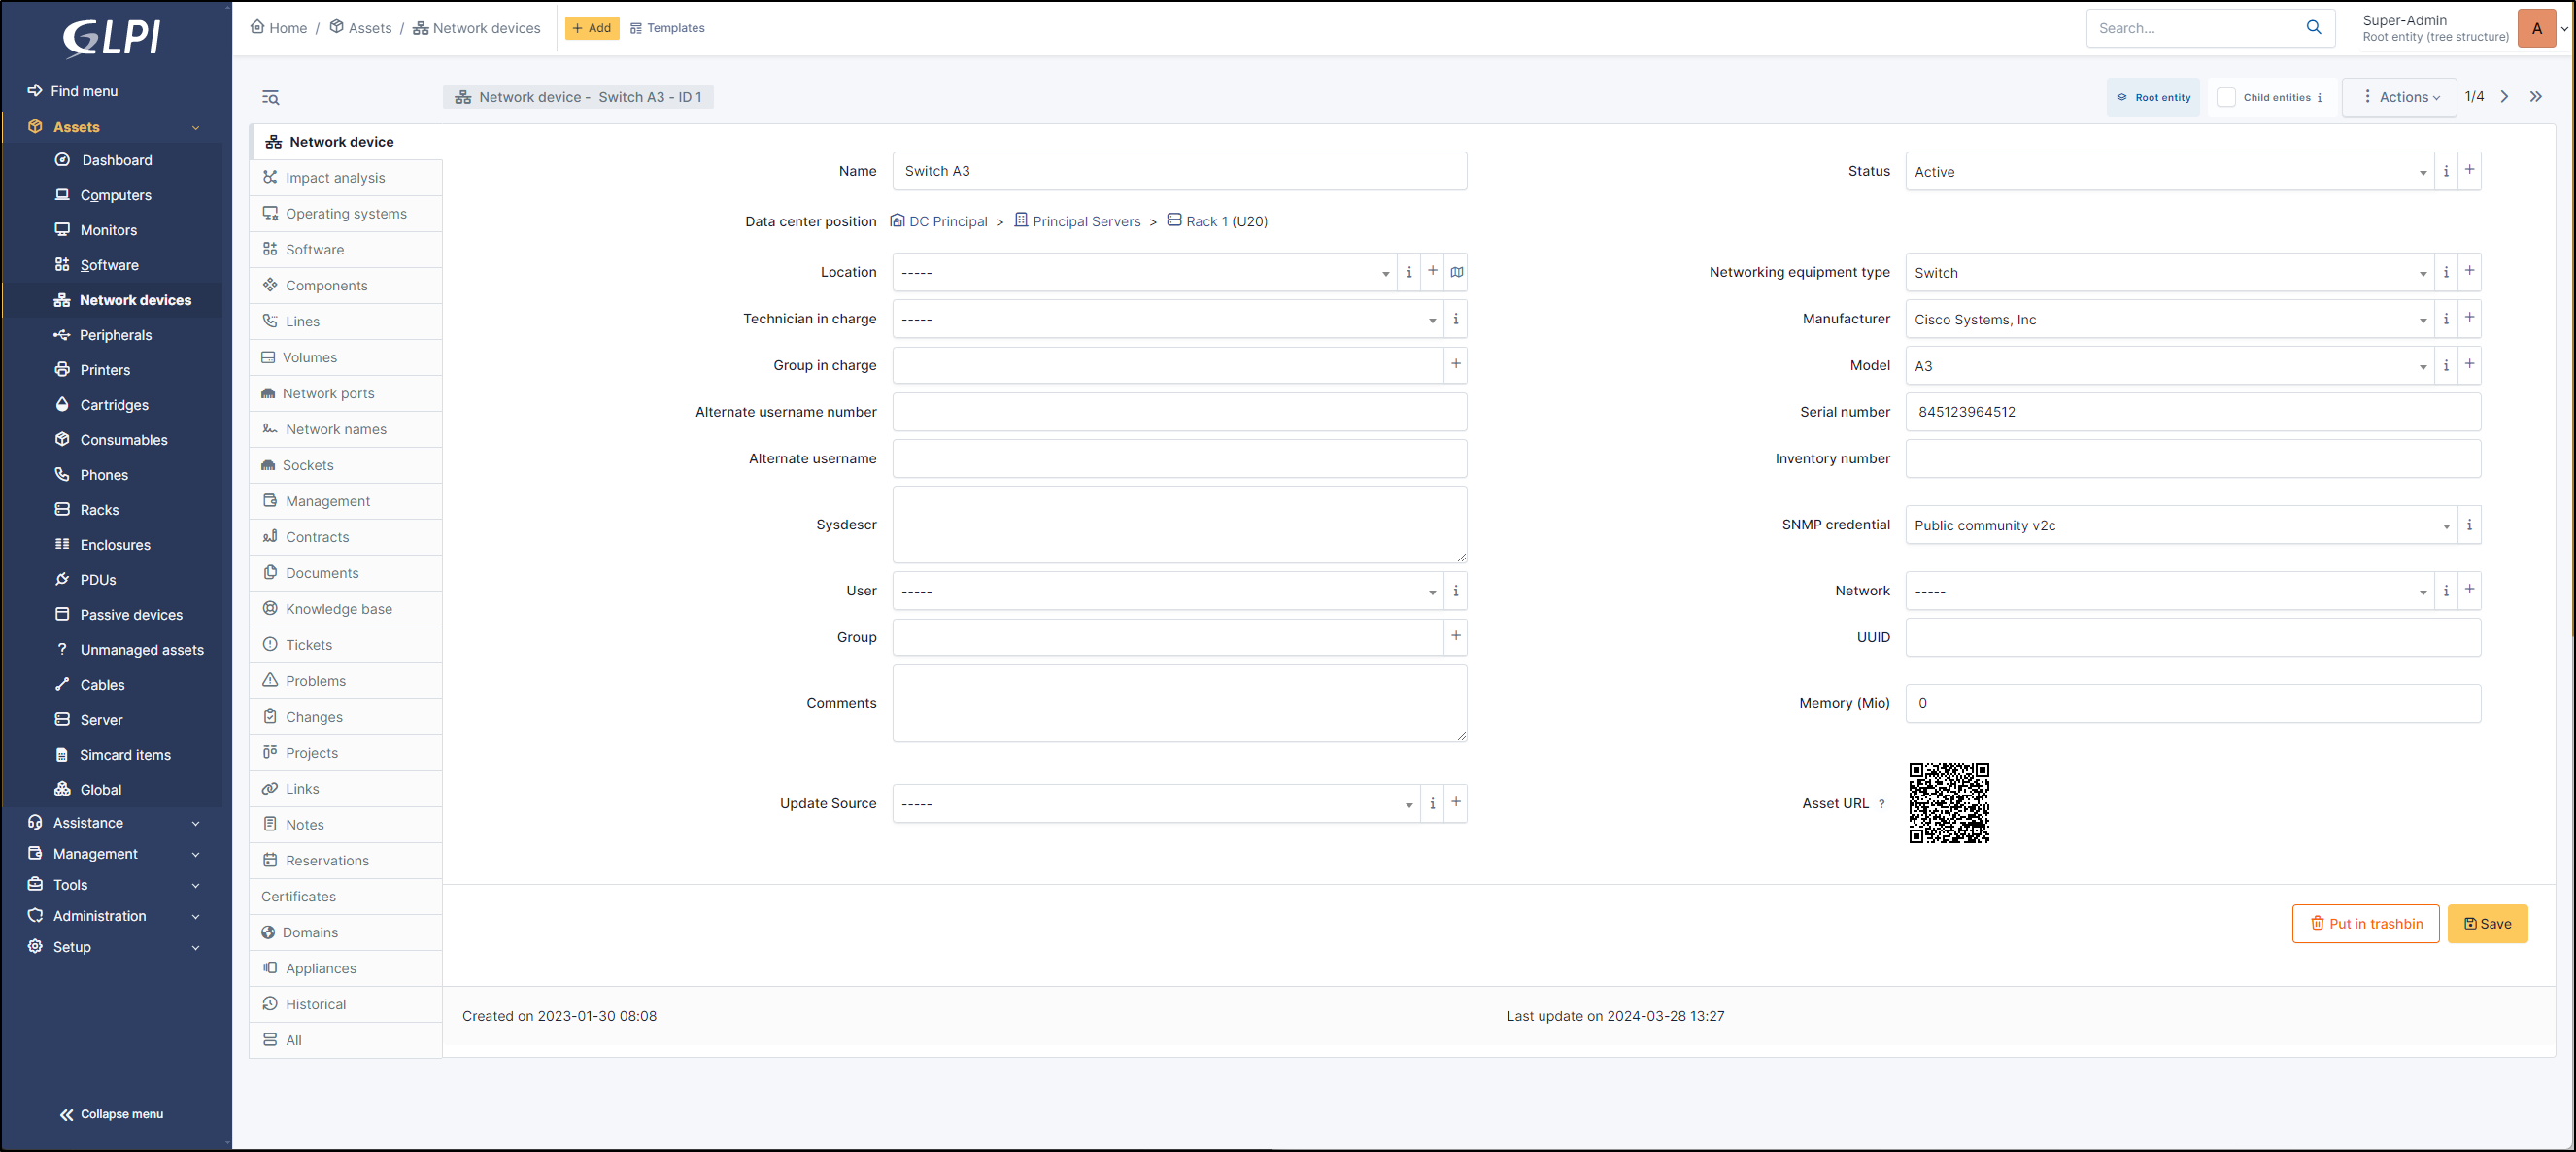 GLPI
Find menu
Assets
Dashboard
Computers
Monitors
Software
Network devices
Peripherals
Printers
Cartridges
Consumables
Phones
Racks
Enclosures
PDUs
Passive devices
? Unmanaged assets
Cables
Server
Simcard items
Global
Assistance
Management
Tools
Administration
Setup
Collapse menu
Home / Assets / Network devices
+ Add
Templates
Search...
Super-Admin
Root entity (tree structure)
A
Network device - Switch A3 - ID 1
Root entity
Child entities i
Actions
1/4
Network device
Impact analysis
Operating systems
Software
Components
Lines
Volumes
Network ports
Network names
Sockets
Management
Contracts
Documents
Knowledge base
Tickets
Problems
Changes
Projects
Links
Notes
Reservations
Certificates
Domains
Appliances
Historical
All
Name Switch A3
Status Active i +
Data center position DC Principal > Principal Servers > Rack 1 (U20)
Location ----- i +
Networking equipment type Switch i +
Technician in charge ----- i
Manufacturer Cisco Systems, Inc i +
Group in charge +
Model A3 i +
Alternate username number
Serial number 845123964512
Alternate username
Inventory number
Sysdescr
SNMP credential Public community v2c i
User ----- i
Network ----- i +
Group +
UUID
Comments
Memory (Mio) 0
Update Source ----- i +
Asset URL ?
Put in trashbin
Save
Created on 2023-01-30 08:08
Last update on 2024-03-28 13:27